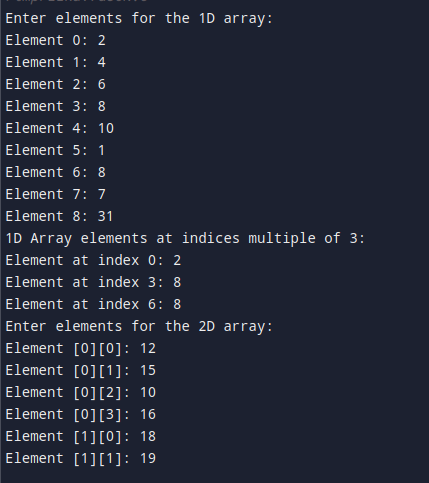 Enter elements for the 1D array:
Element 0: 2
Element 1: 4
Element 2: 6
Element 3: 8
Element 4: 10
Element 5: 1
Element 6: 8
Element 7: 7
Element 8: 31
1D Array elements at indices multiple of 3:
Element at index 0: 2
Element at index 3: 8
Element at index 6: 8
Enter elements for the 2D array:
Element [0][0]: 12
Element [0][1]: 15
Element [0][2]: 10
Element [0][3]: 16
Element [1][0]: 18
Element [1][1]: 19